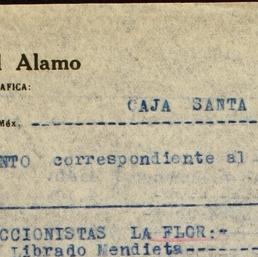 l Alamo
AFICA:
CAJA SANTA
Méx.
NTO correspondiente al
CCIONISTAS LA FLOR:-
Librado Mendieta------